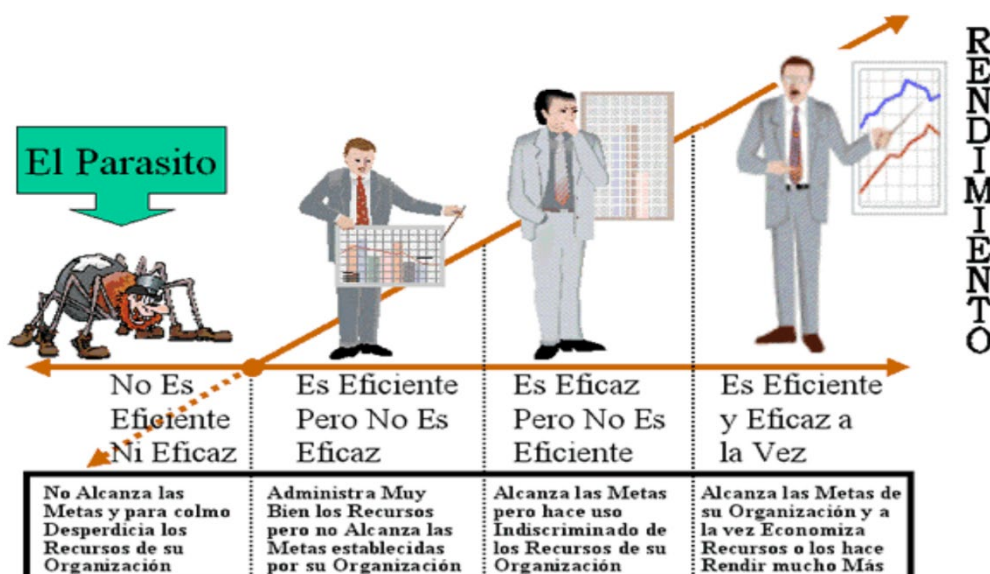 RENDIMIENTO
El Parasito
No Es
Eficiente
Ni Eficaz
Es Eficiente
Pero No Es
Eficaz
Es Eficaz
Pero No Es
Eficiente
Es Eficiente
y Eficaz a
la Vez
No Alcanza las
Metas y para colmo
Desperdicia los
Recursos de su
Organización
Administra Muy
Bien los Recursos
pero no Alcanza las
Metas establecidas
por su Organización
Alcanza las Metas
pero hace uso
Indiscriminado de
los Recursos de su
Organización
Alcanza las Metas de
su Organización y a
la vez Economiza
Recursos o los hace
Rendir mucho Más